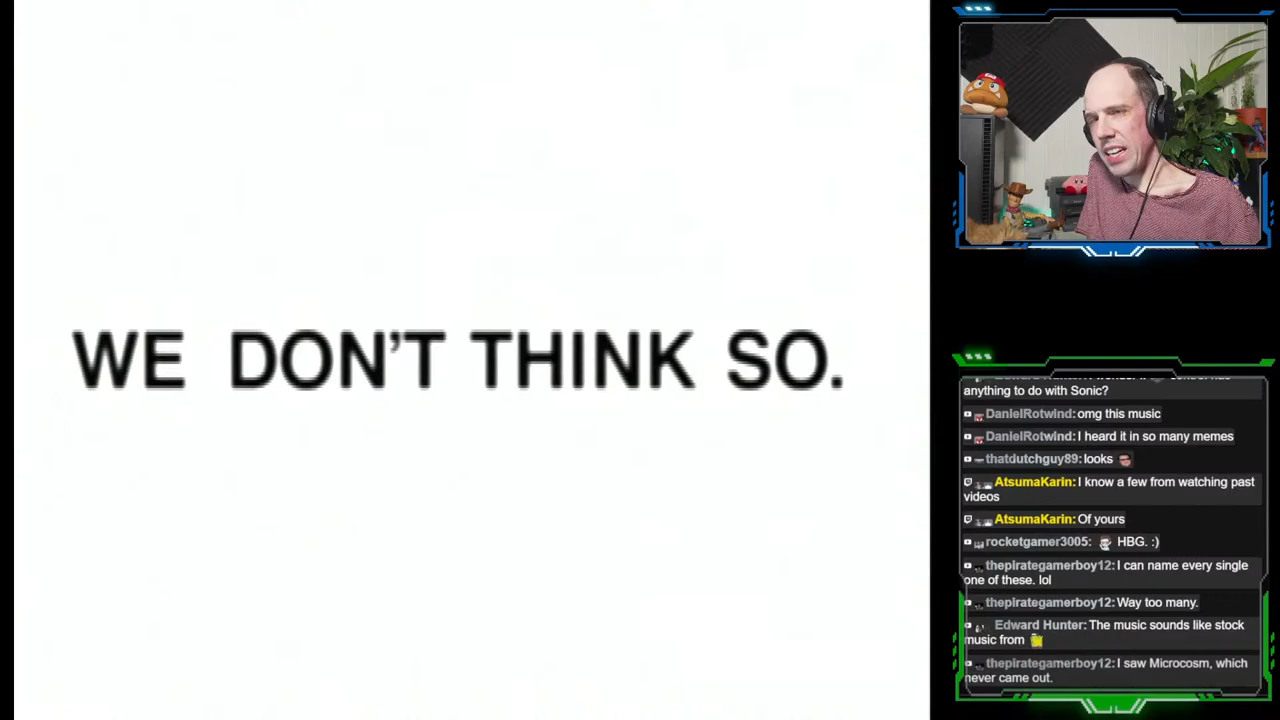 WE DON'T THINK SO.
anything to do with Sonic?
DanielRotwind: omg this music
DanielRotwind: I heard it in so many memes
thatdutchguy89: looks
AtsumaKarin: I know a few from watching past
videos
AtsumaKarin: Of yours
rocketgamer3005: HBG. :)
thepirategamerboy12: I can name every single
one of these. lol
thepirategamerboy12: Way too many.
Edward Hunter: The music sounds like stock
music from
thepirategamerboy12: I saw Microcosm, which
never came out.